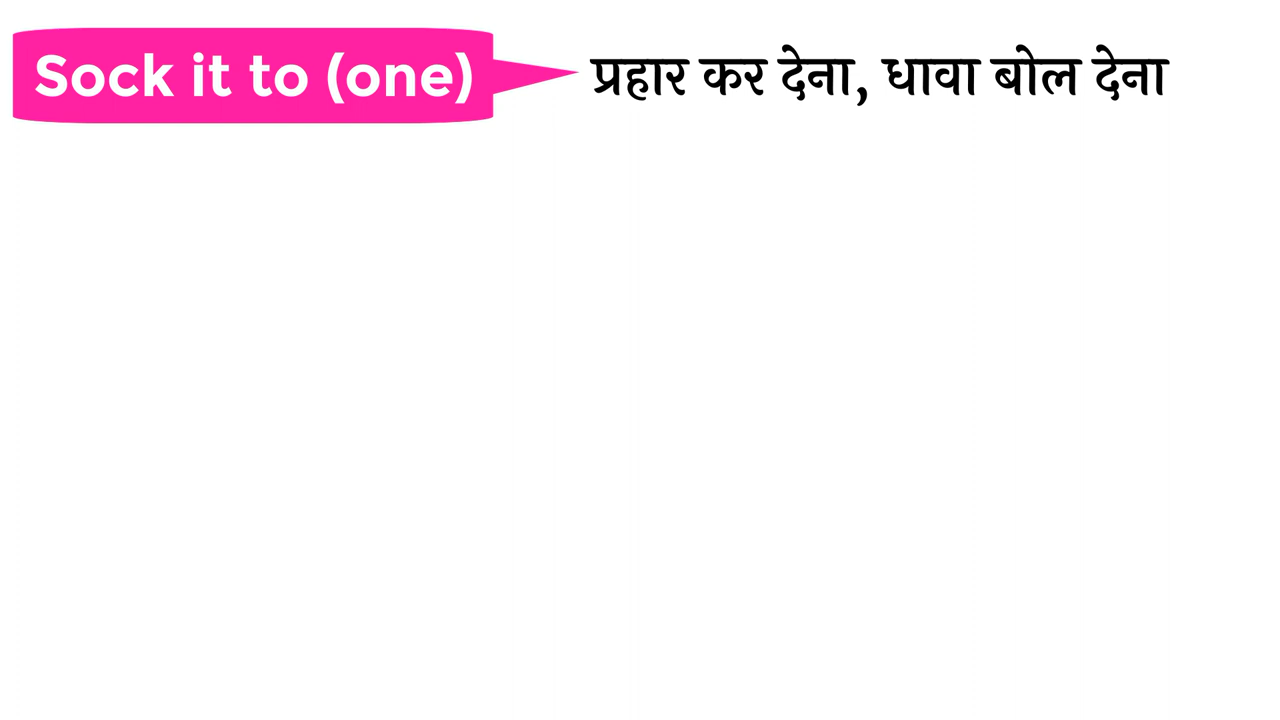 Sock it to (one) प्रहार कर देना, धावा बोल देना